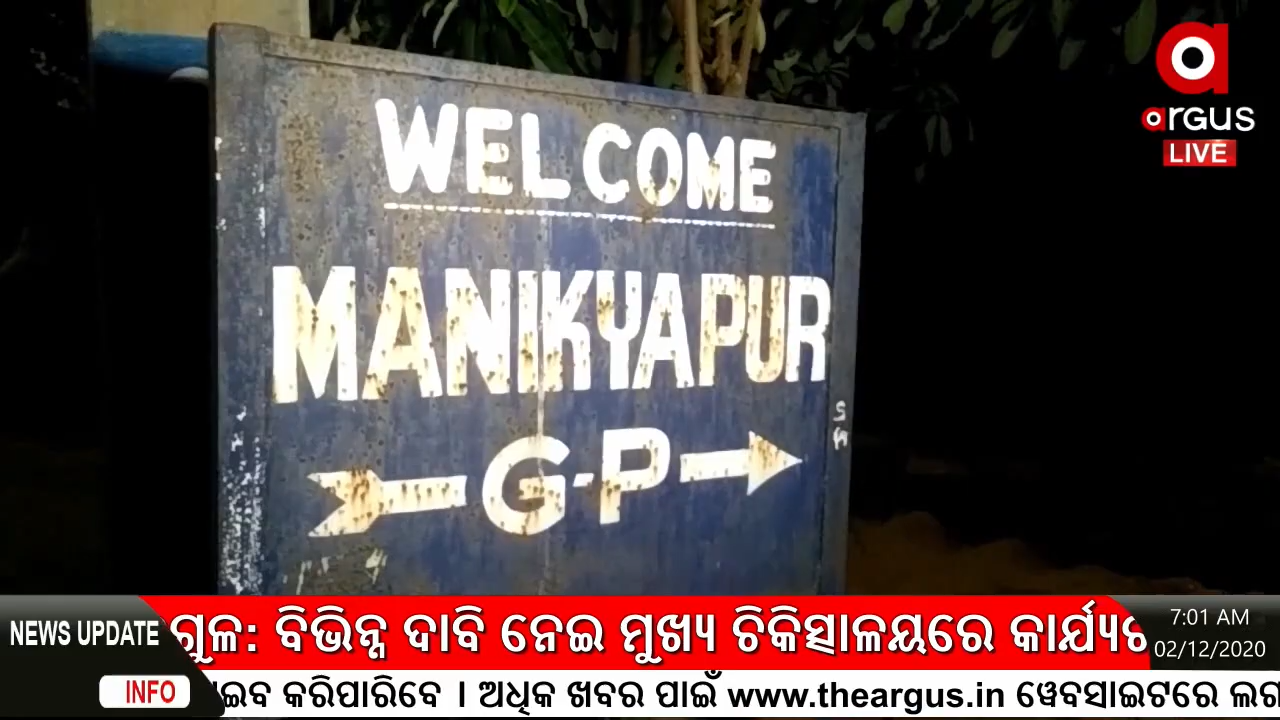 WELCOME
MANIKYAPUR
G-P
S
argus
LIVE
NEWS UPDATE
ଗୁଳ: ବିଭିନ୍ନ ଦାବି ନେଇ ମୁଖ୍ୟ ଚିକିତ୍ସାଳୟରେ
7:01 AM
02/12/2020
INFO
କରିପାରିବେ । ଅଧିକ ଖବର ପାଇଁ www.theargus.in ୱେବସାଇଟରେ